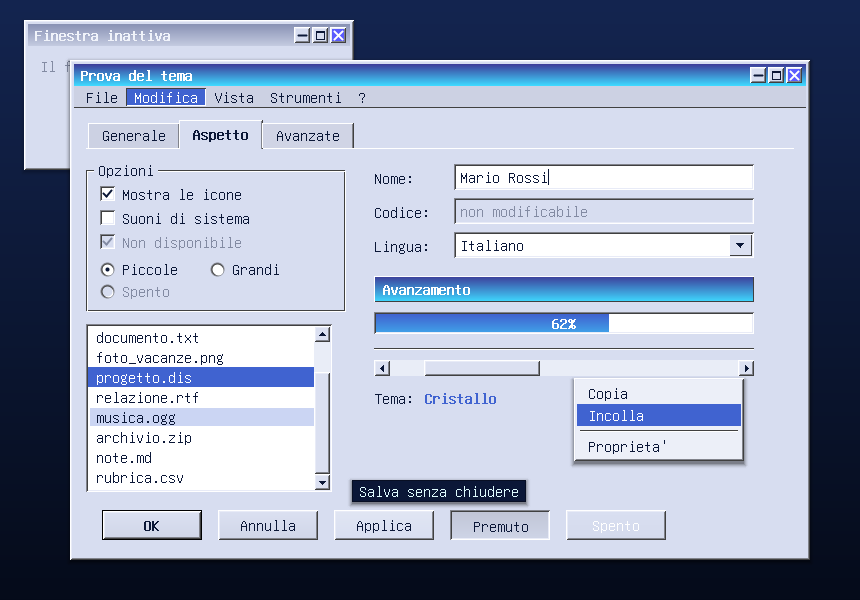 Finestra inattiva
Il f
Prova del tema
File Modifica Vista Strumenti ?
Generale Aspetto Avanzate
Opzioni
Mostra le icone
Suoni di sistema
Non disponibile
Piccole Grandi
Spento
Nome: Mario Rossi
Codice: non modificabile
Lingua: Italiano
Avanzamento
62%
documento.txt
foto_vacanze.png
progetto.dis
relazione.rtf
musica.ogg
archivio.zip
note.md
rubrica.csv
Tema: Cristallo
Copia
Incolla
Proprieta'
Salva senza chiudere
OK Annulla Applica Premuto Spento